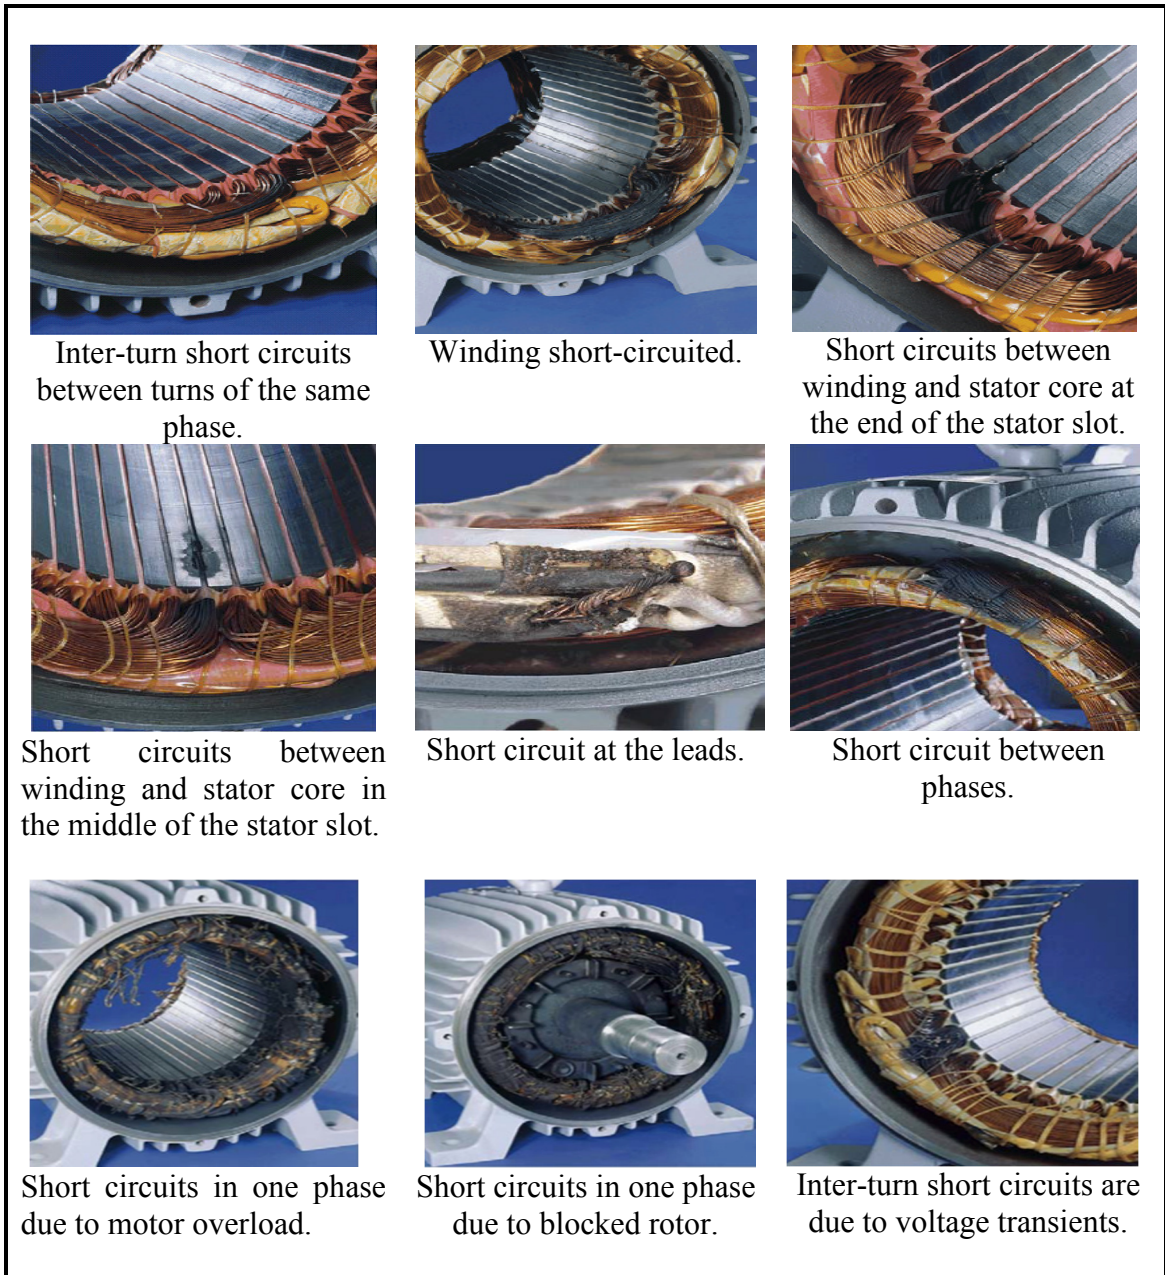 Inter-turn short circuits
between turns of the same
phase.
Winding short-circuited.
Short circuits between
winding and stator core at
the end of the stator slot.
Short circuits between
winding and stator core in
the middle of the stator slot.
Short circuit at the leads.
Short circuit between
phases.
Short circuits in one phase
due to motor overload.
Short circuits in one phase
due to blocked rotor.
Inter-turn short circuits are
due to voltage transients.